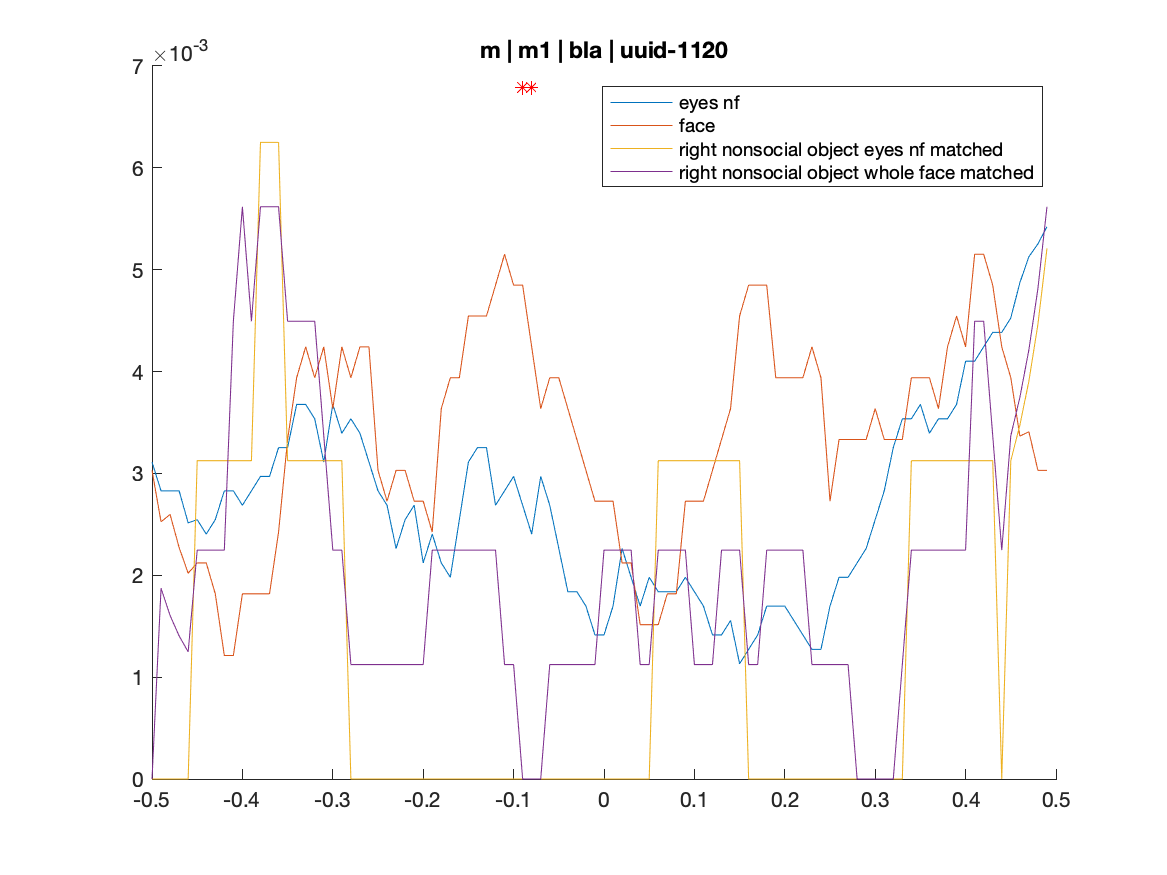 ×10-3
m | m1 | bla | uuid-1120
**
eyes nf
face
right nonsocial object eyes nf matched
right nonsocial object whole face matched
7
6
5
4
3
2
1
0
-0.5 -0.4 -0.3 -0.2 -0.1 0 0.1 0.2 0.3 0.4 0.5